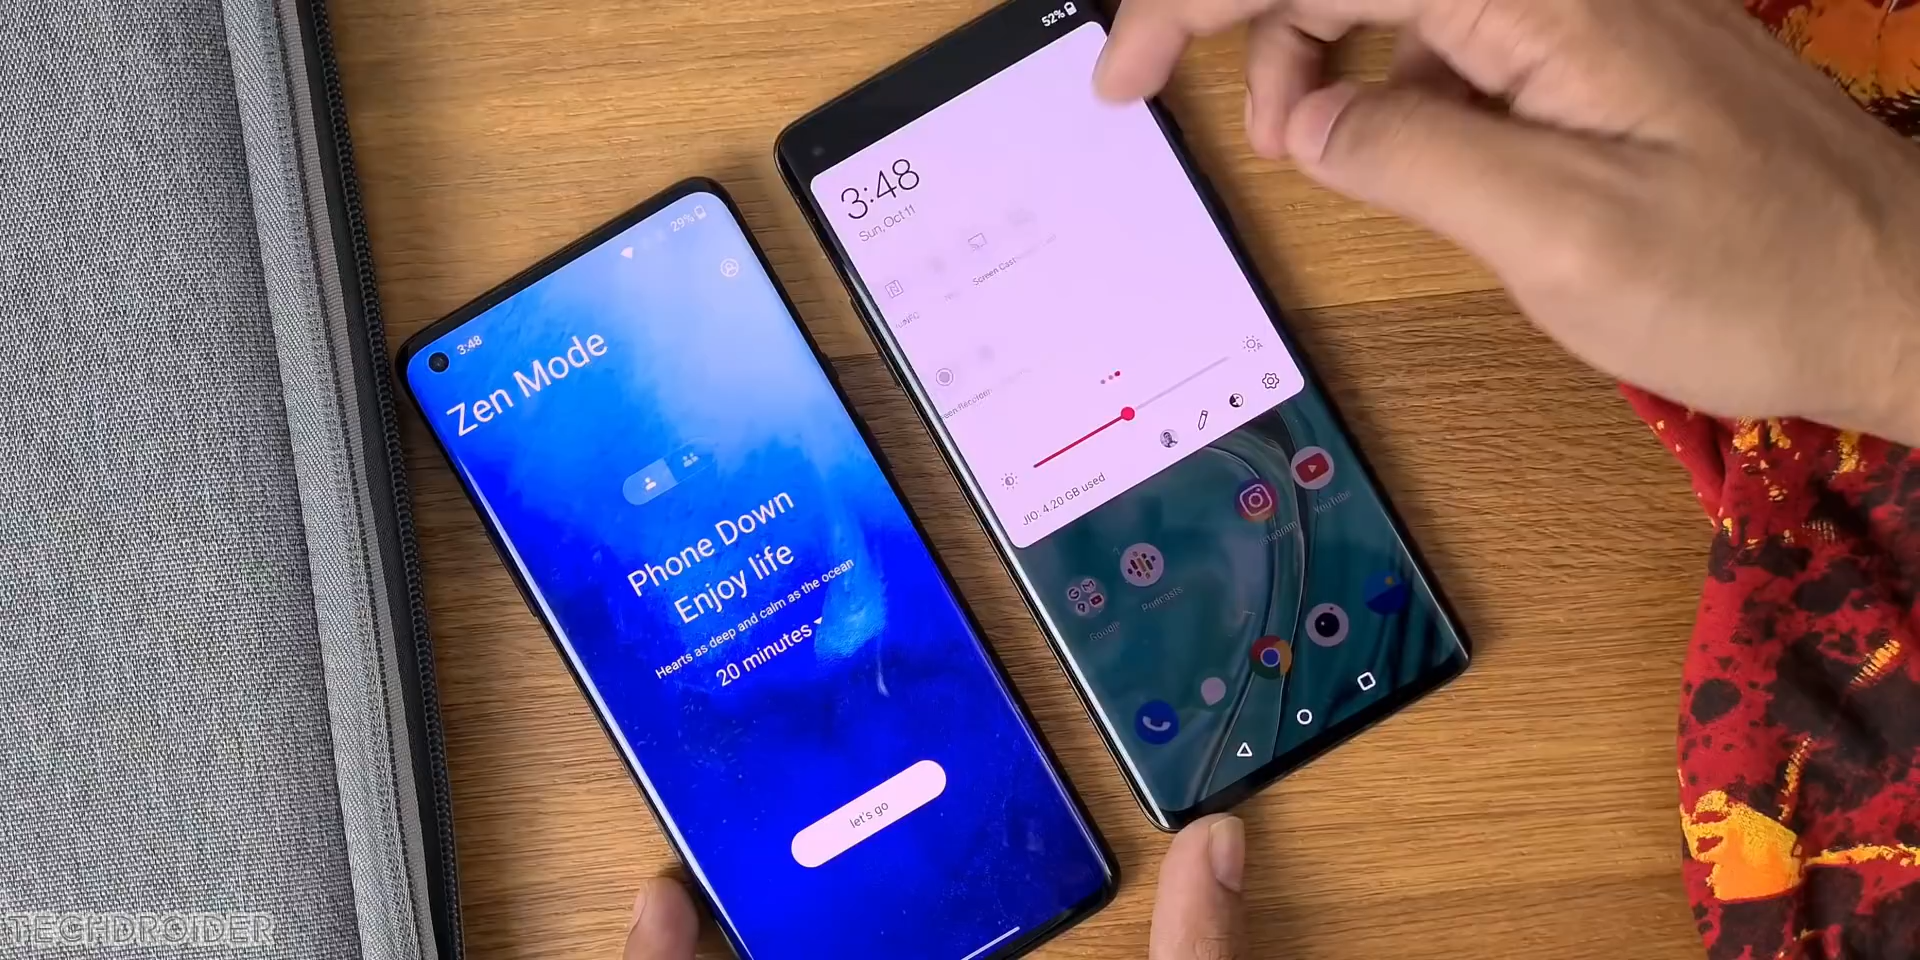 3:48
29%
Zen Mode
Phone Down
Enjoy life
Hearts as deep and calm as the ocean
20 minutes
let's go
52%
3:48
Sun, Oct 11
NFC
Screen Cast
JIO: 4.20 GB used
Google
Podcasts
Instagram
YouTube
TECHDROIDER